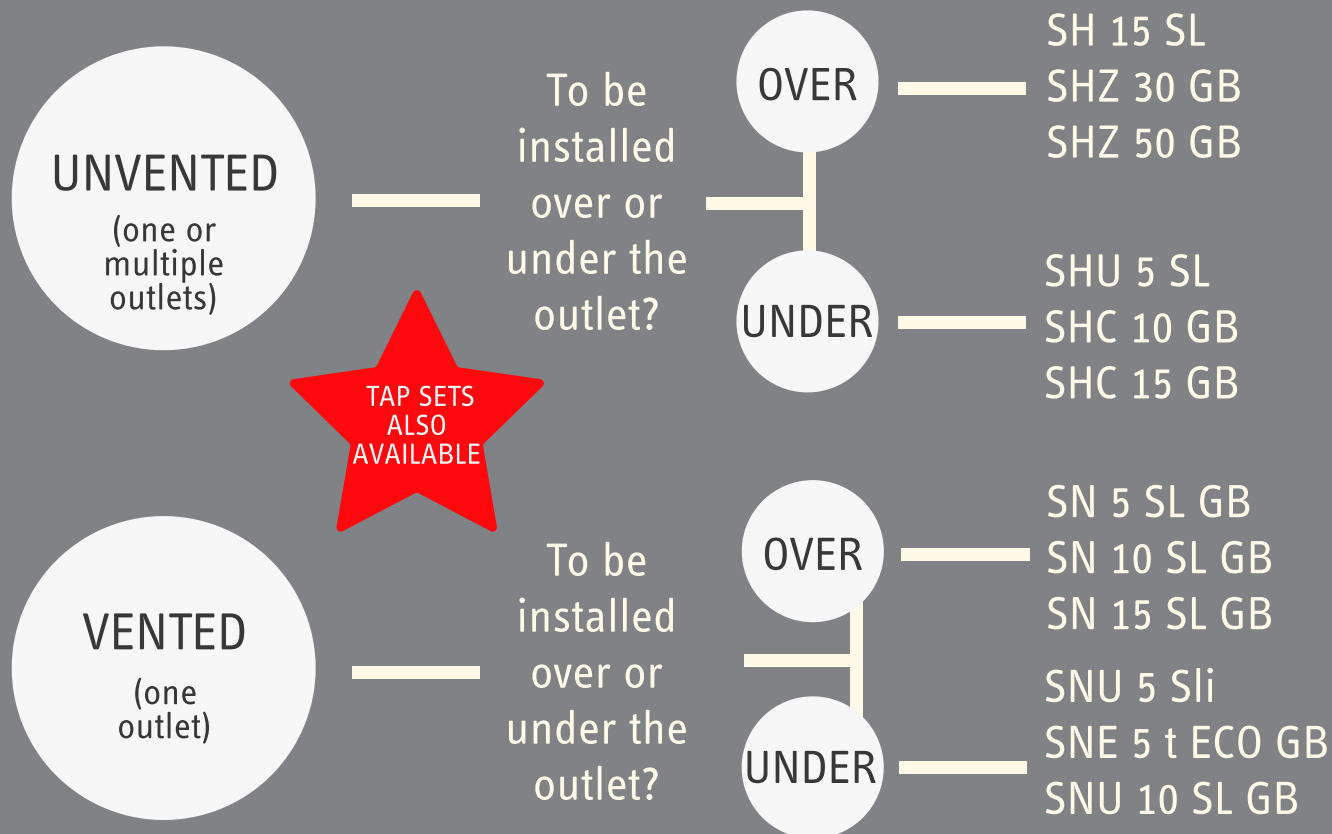 UNVENTED
(one or
multiple
outlets)
To be
installed
over or
under the
outlet?
OVER
SH 15 SL
SHZ 30 GB
SHZ 50 GB
UNDER
SHU 5 SL
SHC 10 GB
SHC 15 GB
TAP SETS
ALSO
AVAILABLE
VENTED
(one
outlet)
To be
installed
over or
under the
outlet?
OVER
SN 5 SL GB
SN 10 SL GB
SN 15 SL GB
UNDER
SNU 5 Sli
SNE 5 t ECO GB
SNU 10 SL GB